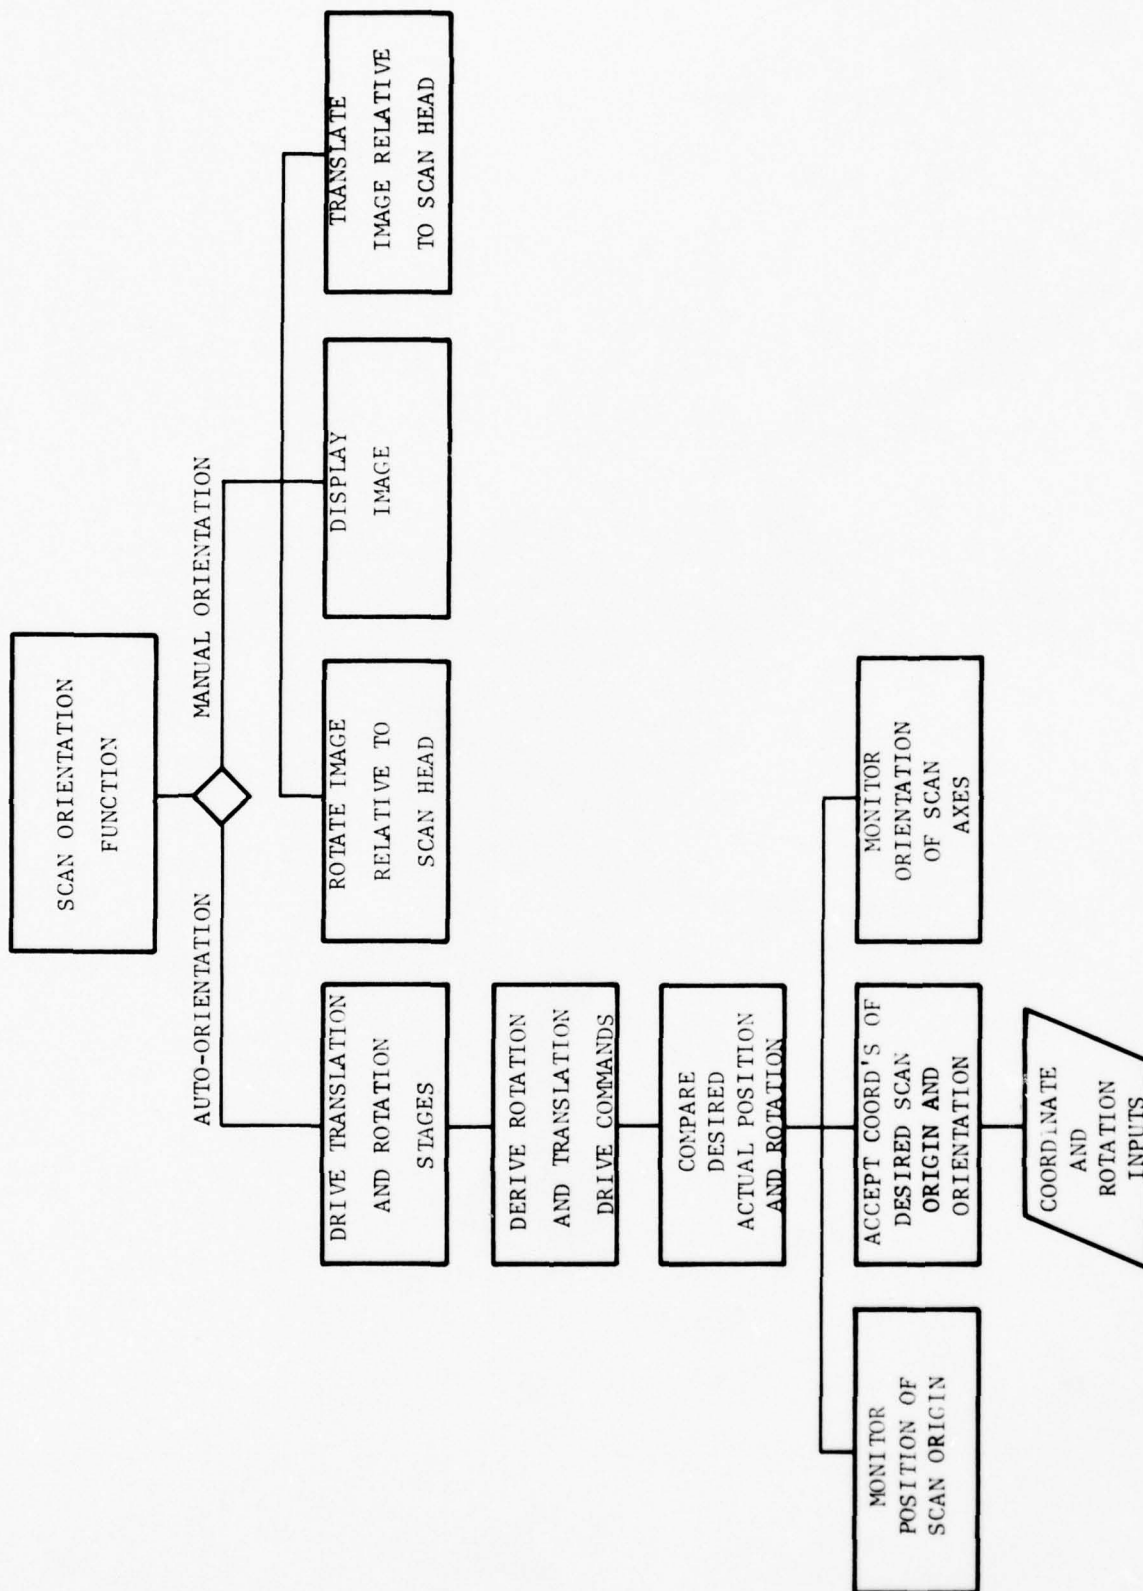 SCAN ORIENTATION
FUNCTION
AUTO-ORIENTATION
MANUAL ORIENTATION
DRIVE TRANSLATION
AND ROTATION
STAGES
ROTATE IMAGE
RELATIVE TO
SCAN HEAD
DISPLAY
IMAGE
TRANSLATE
IMAGE RELATIVE
TO SCAN HEAD
DERIVE ROTATION
AND TRANSLATION
DRIVE COMMANDS
COMPARE
DESIRED
ACTUAL POSITION
AND ROTATION
MONITOR
POSITION OF
SCAN ORIGIN
ACCEPT COORD'S OF
DESIRED SCAN
ORIGIN AND
ORIENTATION
MONITOR
ORIENTATION
OF SCAN
AXES
COORDINATE
AND
ROTATION
INPUTS